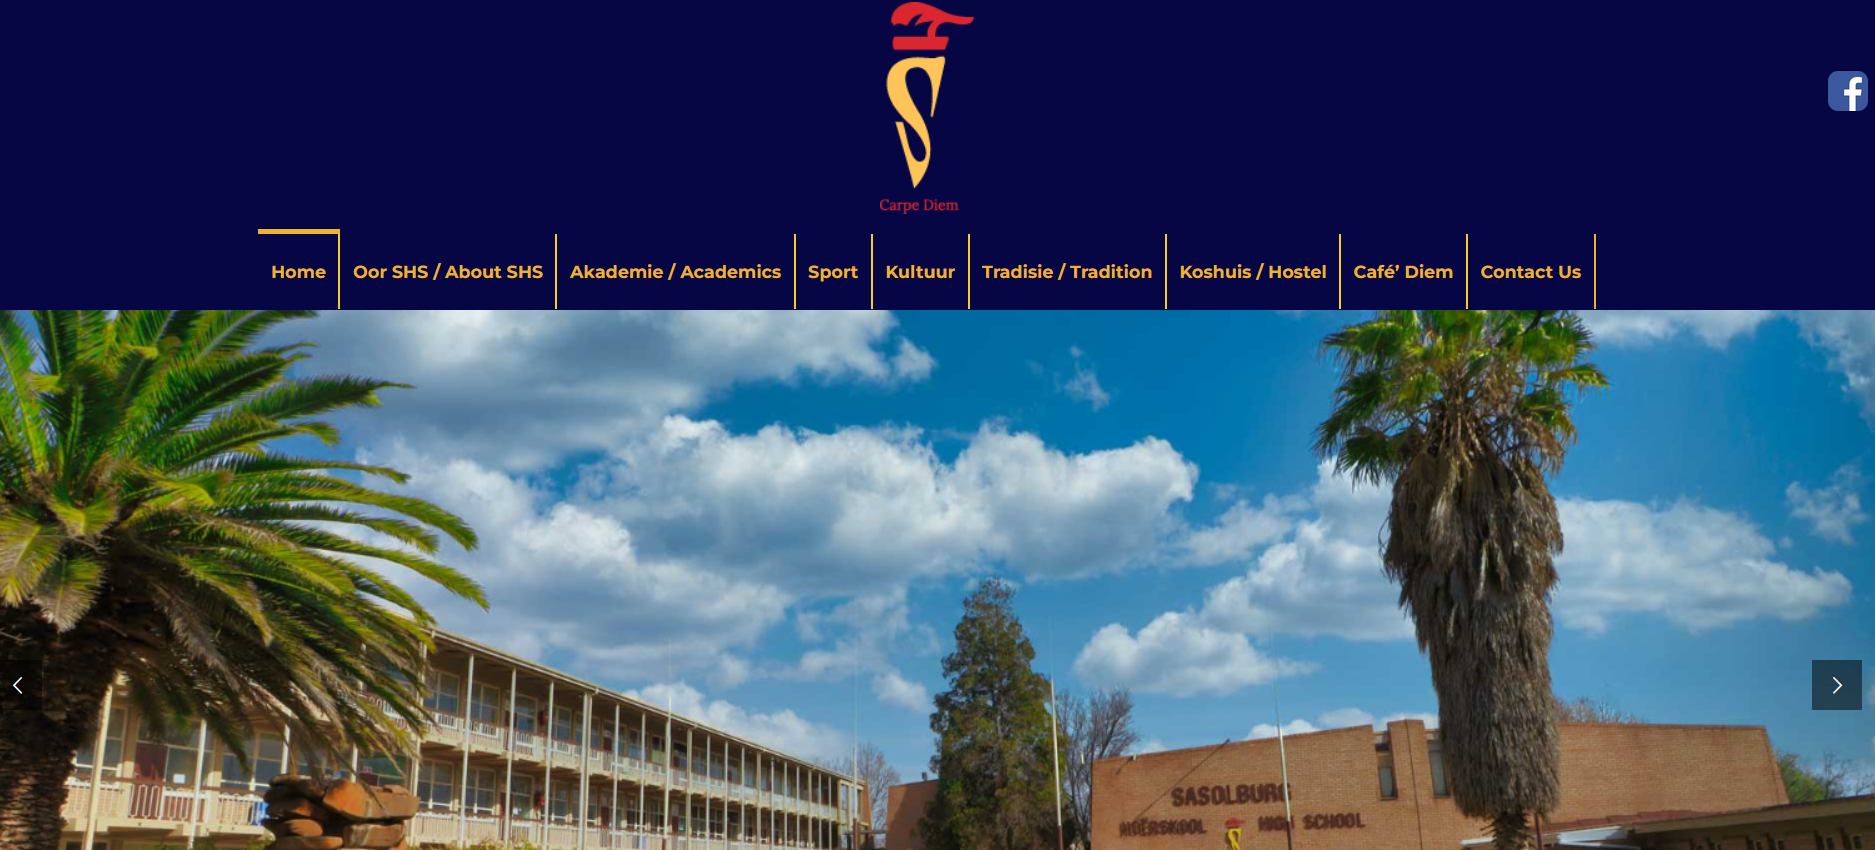 Carpe Diem
Home
Oor SHS / About SHS
Akademie / Academics
Sport
Kultuur
Tradisie / Tradition
Koshuis / Hostel
Café’ Diem
Contact Us
SASOLBURG
HOËRSKOOL HIGH SCHOOL